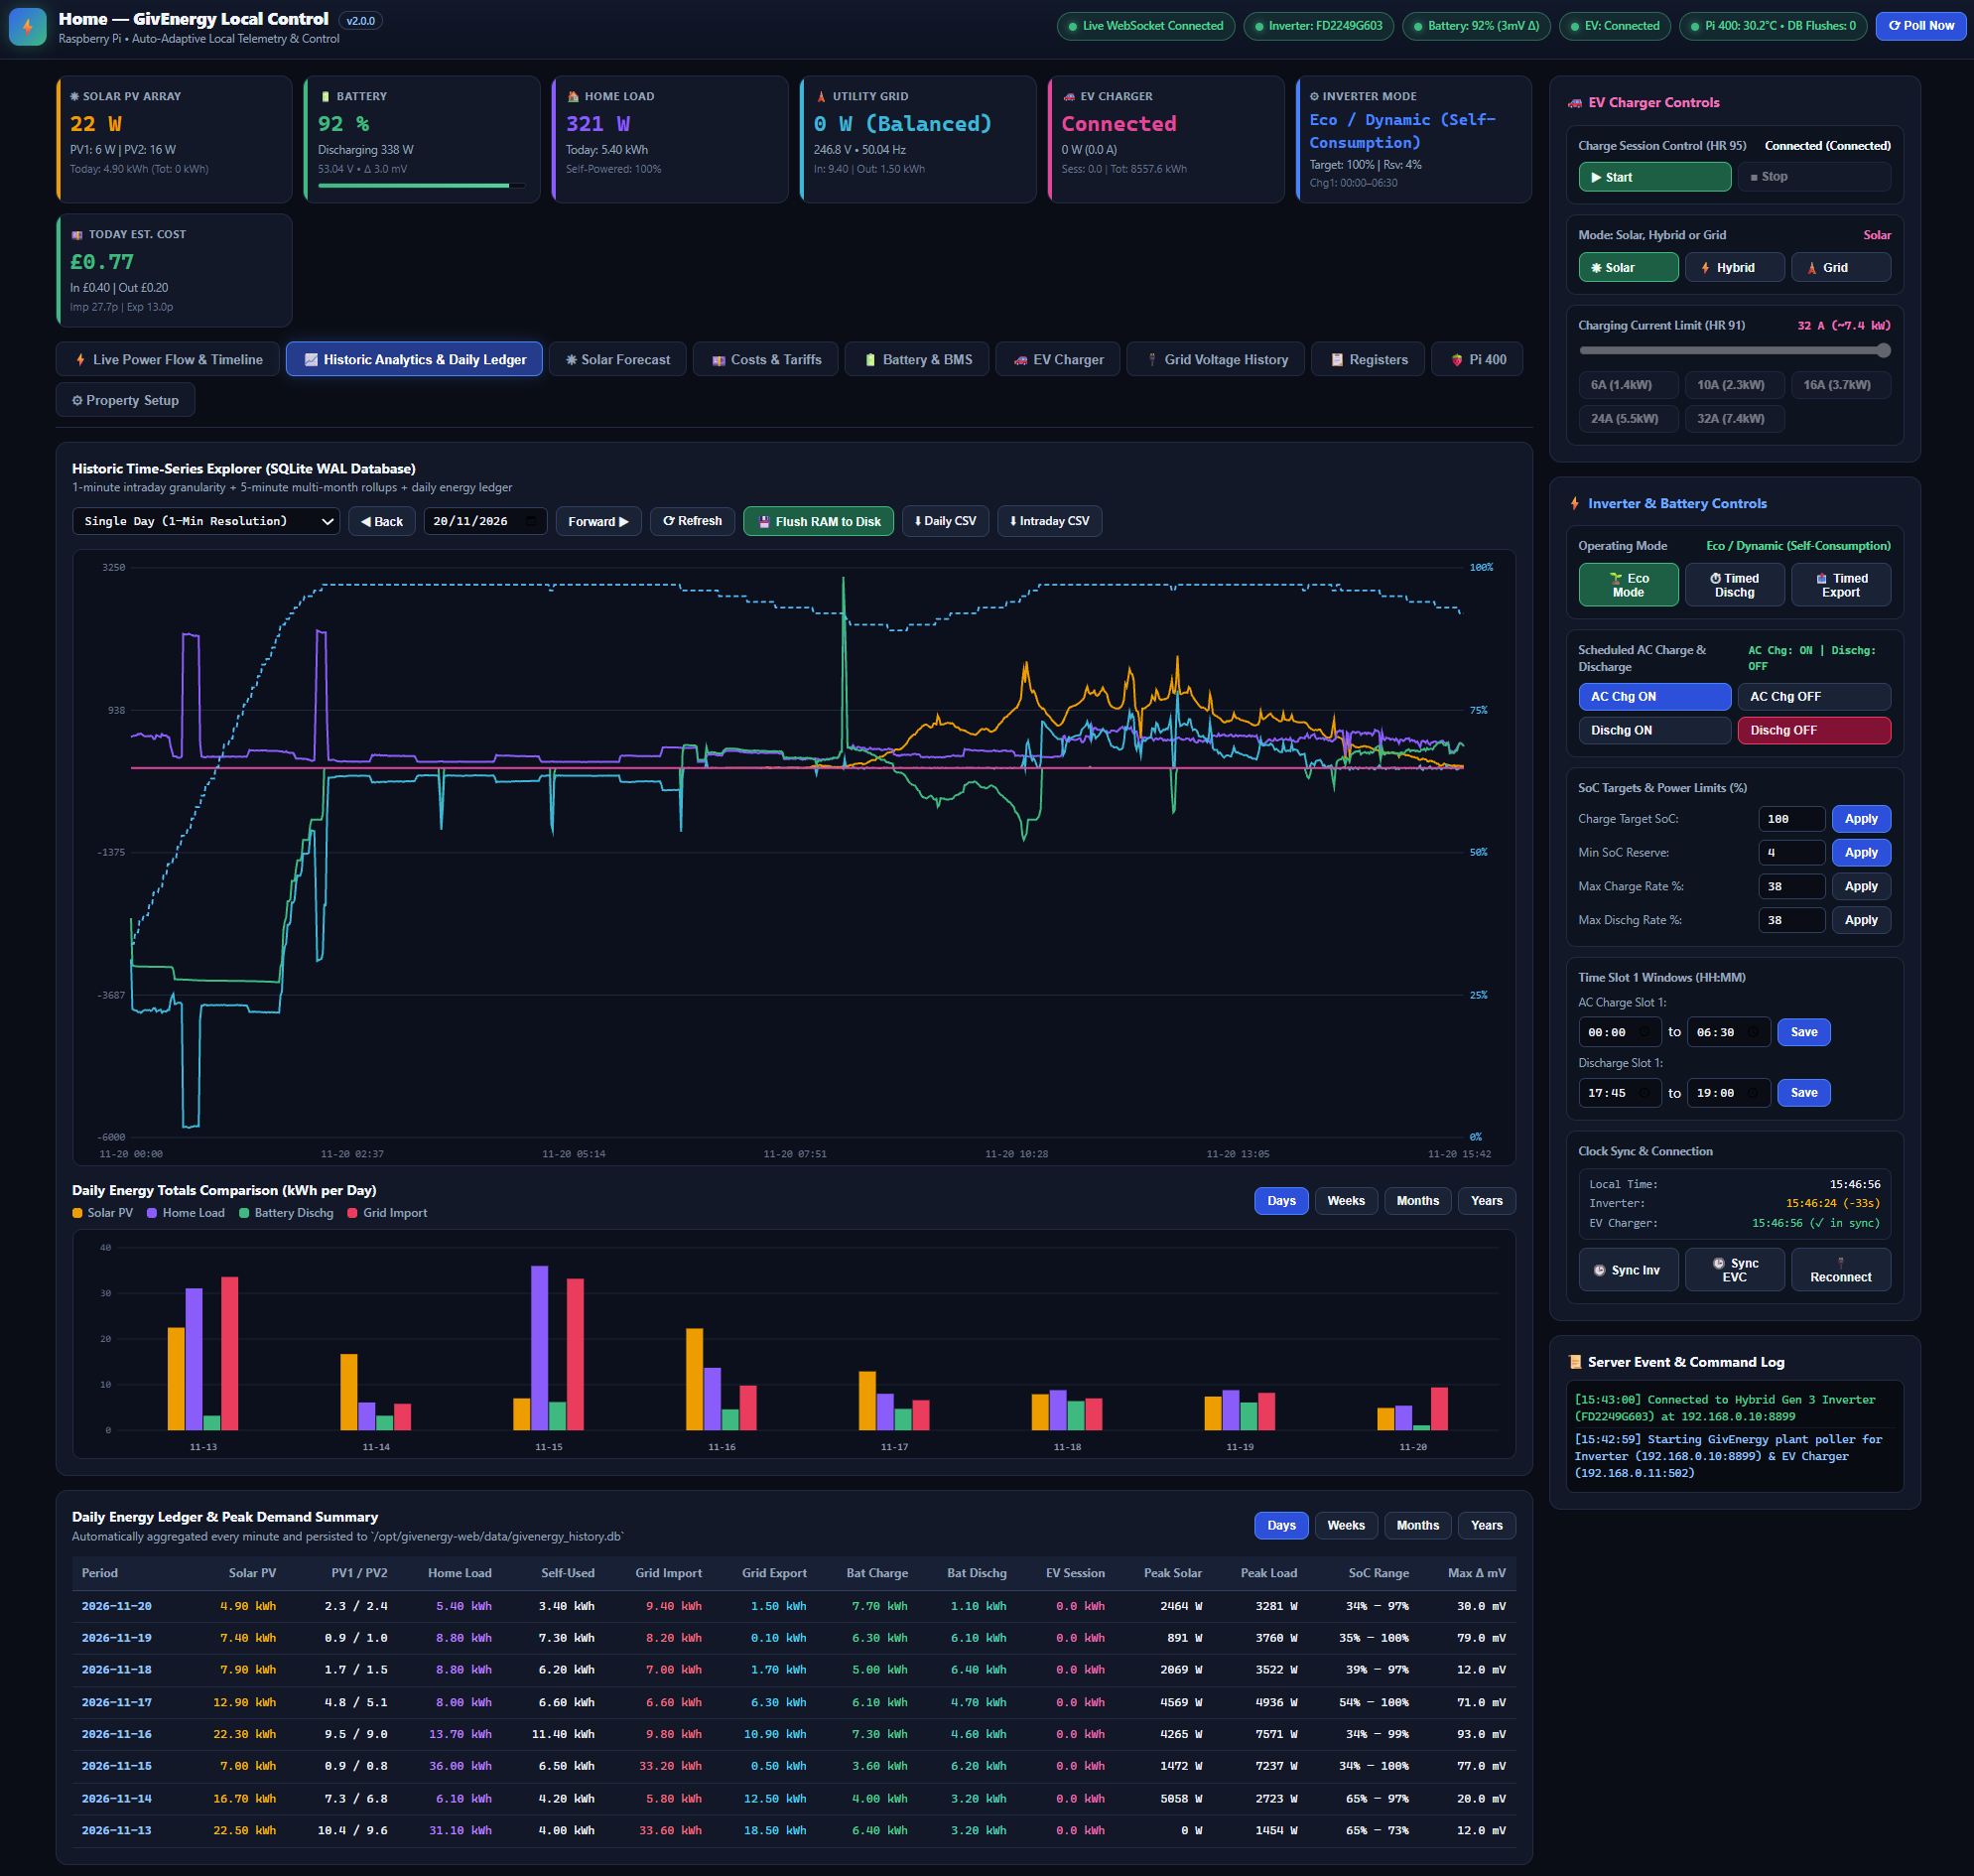 Home — GivEnergy Local Control v2.0.0
Raspberry Pi • Auto-Adaptive Local Telemetry & Control
Live WebSocket Connected
Inverter: FD2249G603
Battery: 92% (3mV Δ)
EV: Connected
Pi 400: 30.2°C • DB Flushes: 0
⟳ Poll Now
SOLAR PV ARRAY
22 W
PV1: 6 W | PV2: 16 W
Today: 4.90 kWh (Tot: 0 kWh)
BATTERY
92 %
Discharging 338 W
53.04 V • Δ 3.0 mV
HOME LOAD
321 W
Today: 5.40 kWh
Self-Powered: 100%
UTILITY GRID
0 W (Balanced)
246.8 V • 50.04 Hz
In: 9.40 | Out: 1.50 kWh
EV CHARGER
Connected
0 W (0.0 A)
Sess: 0.0 | Tot: 8557.6 kWh
INVERTER MODE
Eco / Dynamic (Self-
Consumption)
Target: 100% | Rsv: 4%
Chg1: 00:00–06:30
TODAY EST. COST
£0.77
In £0.40 | Out £0.20
Imp 27.7p | Exp 13.0p
Live Power Flow & Timeline
Historic Analytics & Daily Ledger
Solar Forecast
Costs & Tariffs
Battery & BMS
EV Charger
Grid Voltage History
Registers
Pi 400
Property Setup
Historic Time-Series Explorer (SQLite WAL Database)
1-minute intraday granularity + 5-minute multi-month rollups + daily energy ledger
Single Day (1-Min Resolution)
◀ Back
20/11/2026
Forward ▶
⟳ Refresh
Flush RAM to Disk
⬇ Daily CSV
⬇ Intraday CSV
3250 100%
938 75%
-1375 50%
-3687 25%
-6000 0%
11-20 00:00 11-20 02:37 11-20 05:14 11-20 07:51 11-20 10:28 11-20 13:05 11-20 15:42
Daily Energy Totals Comparison (kWh per Day)
Solar PV Home Load Battery Dischg Grid Import
Days Weeks Months Years
40
30
20
10
0
11-13 11-14 11-15 11-16 11-17 11-18 11-19 11-20
Daily Energy Ledger & Peak Demand Summary
Automatically aggregated every minute and persisted to `/opt/givenergy-web/data/givenergy_history.db`
Days Weeks Months Years
Period Solar PV PV1 / PV2 Home Load Self-Used Grid Import Grid Export Bat Charge Bat Dischg EV Session Peak Solar Peak Load SoC Range Max Δ mV
2026-11-20 4.90 kWh 2.3 / 2.4 5.40 kWh 3.40 kWh 9.40 kWh 1.50 kWh 7.70 kWh 1.10 kWh 0.0 kWh 2464 W 3281 W 34% – 97% 30.0 mV
2026-11-19 7.40 kWh 0.9 / 1.0 8.80 kWh 7.30 kWh 8.20 kWh 0.10 kWh 6.30 kWh 6.10 kWh 0.0 kWh 891 W 3760 W 35% – 100% 79.0 mV
2026-11-18 7.90 kWh 1.7 / 1.5 8.80 kWh 6.20 kWh 7.00 kWh 1.70 kWh 5.00 kWh 6.40 kWh 0.0 kWh 2069 W 3522 W 39% – 97% 12.0 mV
2026-11-17 12.90 kWh 4.8 / 5.1 8.00 kWh 6.60 kWh 6.60 kWh 6.30 kWh 6.10 kWh 4.70 kWh 0.0 kWh 4569 W 4936 W 54% – 100% 71.0 mV
2026-11-16 22.30 kWh 9.5 / 9.0 13.70 kWh 11.40 kWh 9.80 kWh 10.90 kWh 7.30 kWh 4.60 kWh 0.0 kWh 4265 W 7571 W 34% – 99% 93.0 mV
2026-11-15 7.00 kWh 0.9 / 0.8 36.00 kWh 6.50 kWh 33.20 kWh 0.50 kWh 3.60 kWh 6.20 kWh 0.0 kWh 1472 W 7237 W 34% – 100% 77.0 mV
2026-11-14 16.70 kWh 7.3 / 6.8 6.10 kWh 4.20 kWh 5.80 kWh 12.50 kWh 4.00 kWh 3.20 kWh 0.0 kWh 5058 W 2723 W 65% – 97% 20.0 mV
2026-11-13 22.50 kWh 10.4 / 9.6 31.10 kWh 4.00 kWh 33.60 kWh 18.50 kWh 6.40 kWh 3.20 kWh 0.0 kWh 0 W 1454 W 65% – 73% 12.0 mV
EV Charger Controls
Charge Session Control (HR 95) Connected (Connected)
▶ Start
■ Stop
Mode: Solar, Hybrid or Grid Solar
Solar Hybrid Grid
Charging Current Limit (HR 91) 32 A (~7.4 kW)
6A (1.4kW) 10A (2.3kW) 16A (3.7kW)
24A (5.5kW) 32A (7.4kW)
Inverter & Battery Controls
Operating Mode Eco / Dynamic (Self-Consumption)
Eco
Mode
Timed
Dischg
Timed
Export
Scheduled AC Charge &
Discharge
AC Chg: ON | Dischg:
OFF
AC Chg ON AC Chg OFF
Dischg ON Dischg OFF
SoC Targets & Power Limits (%)
Charge Target SoC: 100 Apply
Min SoC Reserve: 4 Apply
Max Charge Rate %: 38 Apply
Max Dischg Rate %: 38 Apply
Time Slot 1 Windows (HH:MM)
AC Charge Slot 1:
00:00 to 06:30 Save
Discharge Slot 1:
17:45 to 19:00 Save
Clock Sync & Connection
Local Time: 15:46:56
Inverter: 15:46:24 (-33s)
EV Charger: 15:46:56 (✓ in sync)
Sync Inv
Sync
EVC
Reconnect
Server Event & Command Log
[15:43:00] Connected to Hybrid Gen 3 Inverter
(FD2249G603) at 192.168.0.10:8899
[15:42:59] Starting GivEnergy plant poller for
Inverter (192.168.0.10:8899) & EV Charger
(192.168.0.11:502)